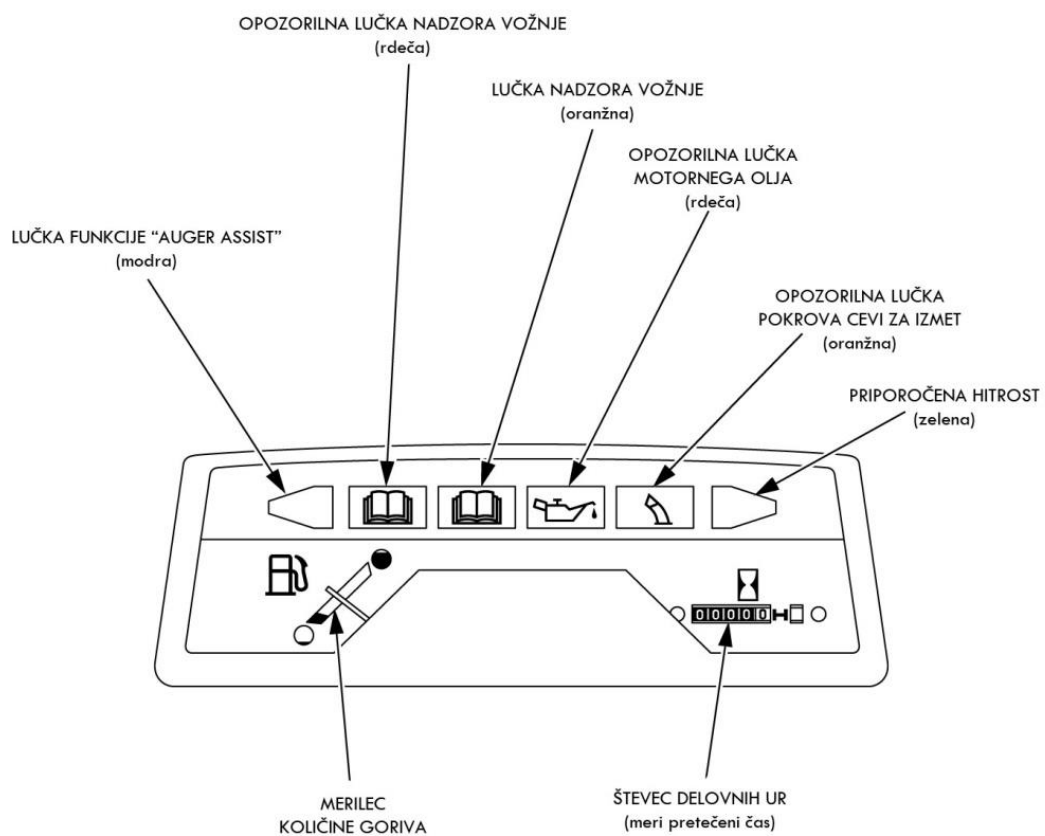 OPOZORILNA LUČKA NADZORA VOŽNJE
(rdeča)
LUČKA NADZORA VOŽNJE
(oranžna)
OPOZORILNA LUČKA
MOTORNEGA OLJA
(rdeča)
LUČKA FUNKCIJE “AUGER ASSIST”
(modra)
OPOZORILNA LUČKA
POKROVA CEVI ZA IZMET
(oranžna)
PRIPOROČENA HITROST
(zelena)
00000
MERILEC
KOLIČINE GORIVA
ŠTEVEC DELOVNIH UR
(meri pretečeni čas)